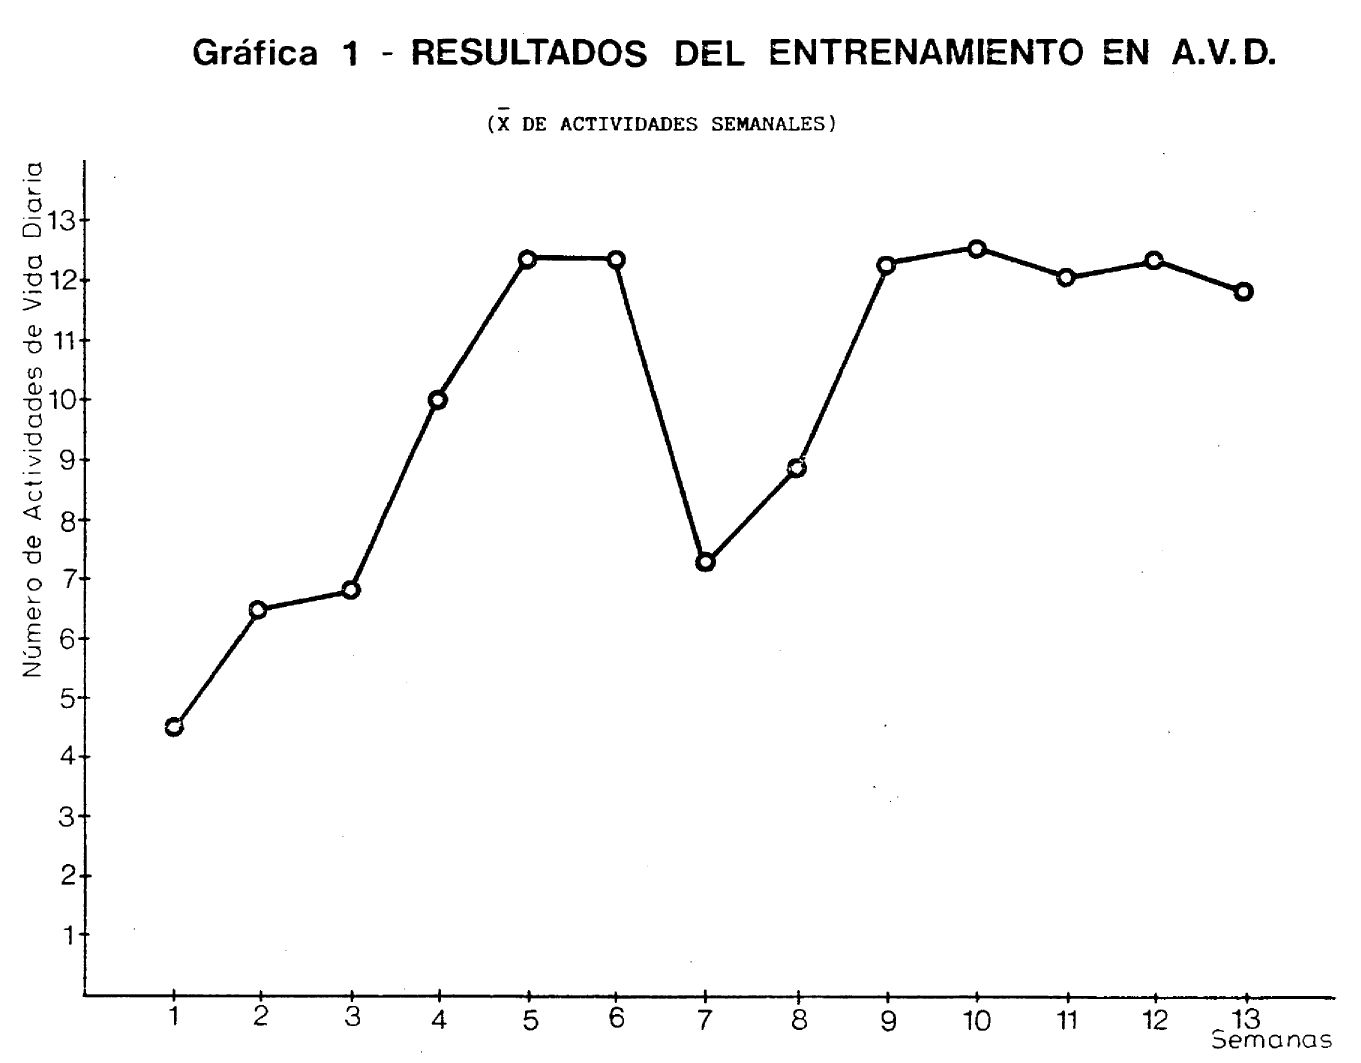 Gráfica 1 - RESULTADOS DEL ENTRENAMIENTO EN A.V.D.
(X̄ DE ACTIVIDADES SEMANALES)
Número de Actividades de Vida Diaria
13
12
11
10
9
8
7
6
5
4
3
2
1
1 2 3 4 5 6 7 8 9 10 11 12 13
Semanas